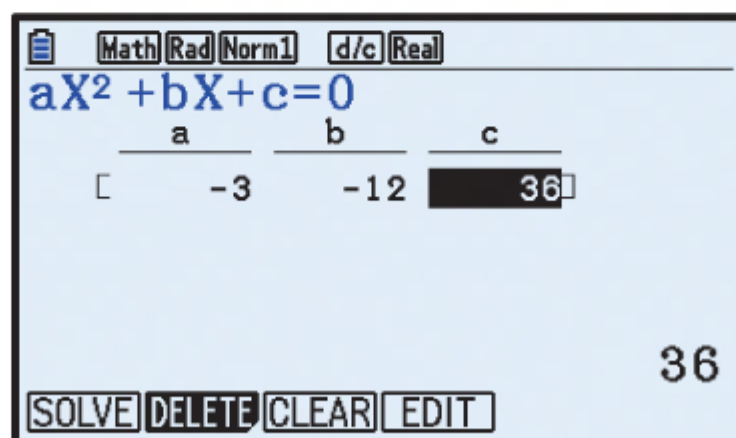 Math Rad Norm1 d/c Real
aX² +bX+c=0
a b c
[ -3 -12 36 ]
36
SOLVE DELETE CLEAR EDIT